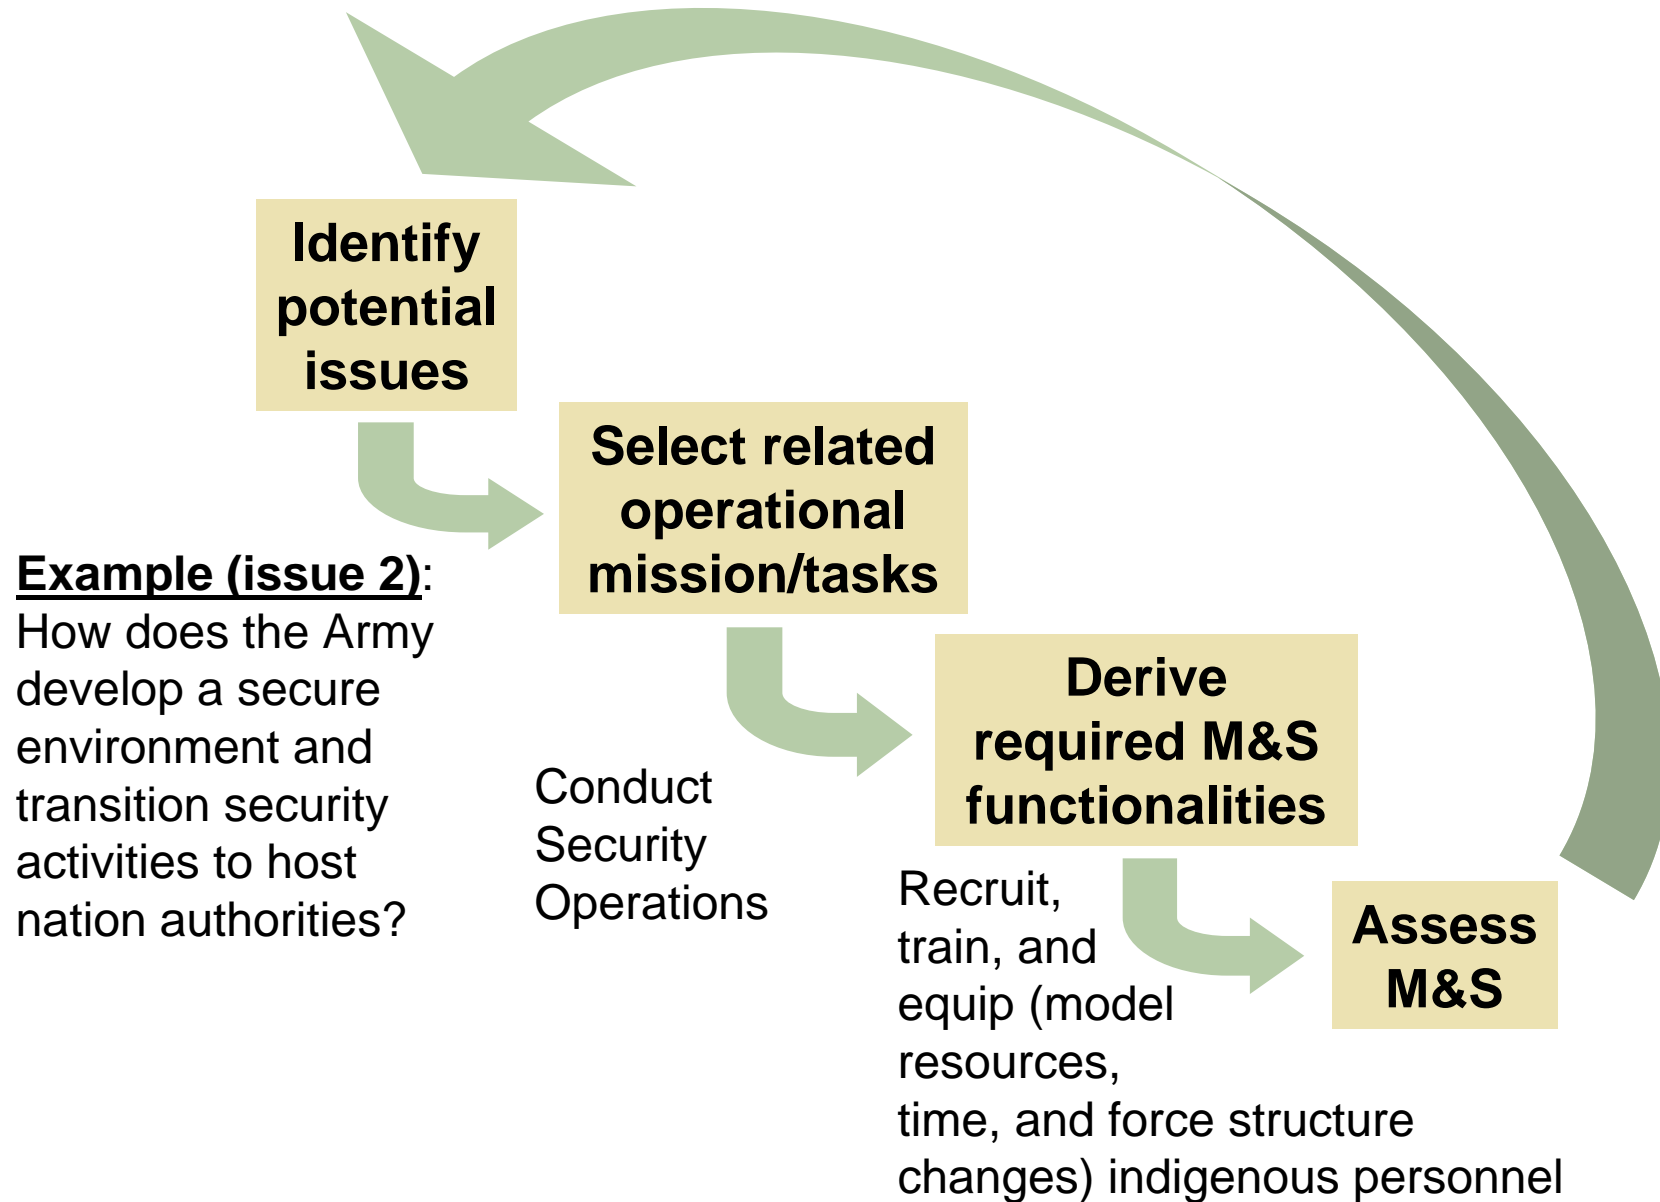 Identify
potential
issues
Select related
operational
mission/tasks
Example (issue 2):
How does the Army
develop a secure
environment and
transition security
activities to host
nation authorities?
Derive
required M&S
functionalities
Conduct
Security
Operations
Recruit,
train, and
equip (model
resources,
time, and force structure
changes) indigenous personnel
Assess
M&S